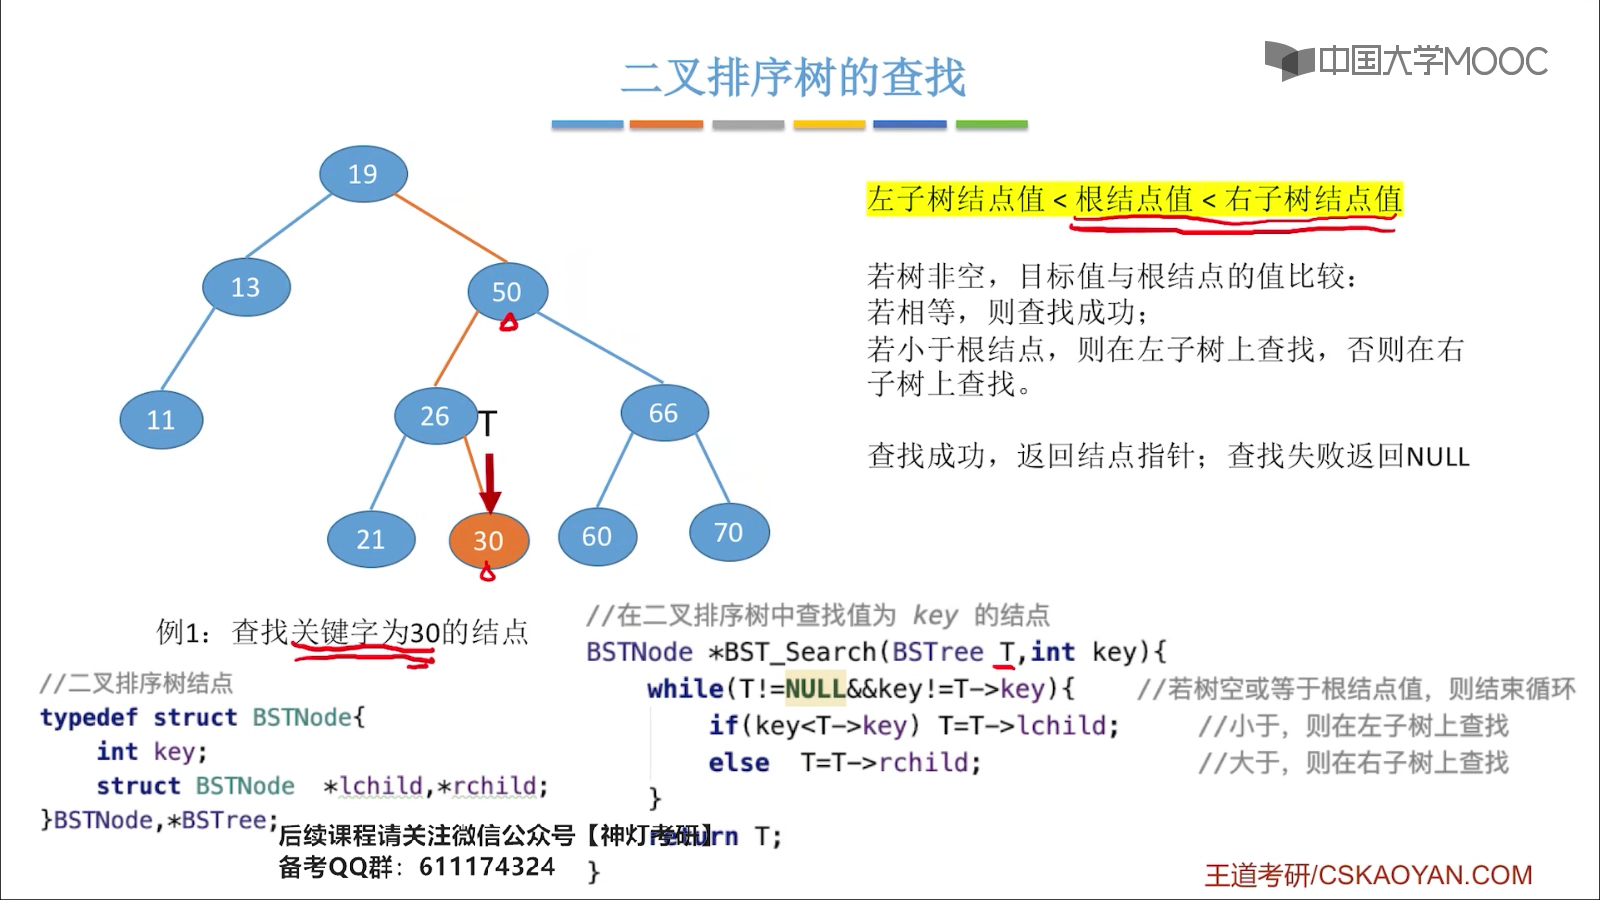 二叉排序树的查找
中国大学MOOC
19
13
50
11
26
T
66
21
30
60
70
左子树结点值 < 根结点值 < 右子树结点值
若树非空，目标值与根结点的值比较：
若相等，则查找成功；
若小于根结点，则在左子树上查找，否则在右
子树上查找。
查找成功，返回结点指针；查找失败返回NULL
例1：查找关键字为30的结点
//二叉排序树结点
typedef struct BSTNode{
int key;
struct BSTNode *lchild,*rchild;
}BSTNode,*BSTree;
//在二叉排序树中查找值为 key 的结点
BSTNode *BST_Search(BSTree T,int key){
while(T!=NULL&&key!=T->key){ //若树空或等于根结点值，则结束循环
if(key<T->key) T=T->lchild; //小于，则在左子树上查找
else T=T->rchild; //大于，则在右子树上查找
}
return T;
}
后续课程请关注微信公众号【神灯考研】
备考QQ群：611174324
王道考研/CSKAOYAN.COM